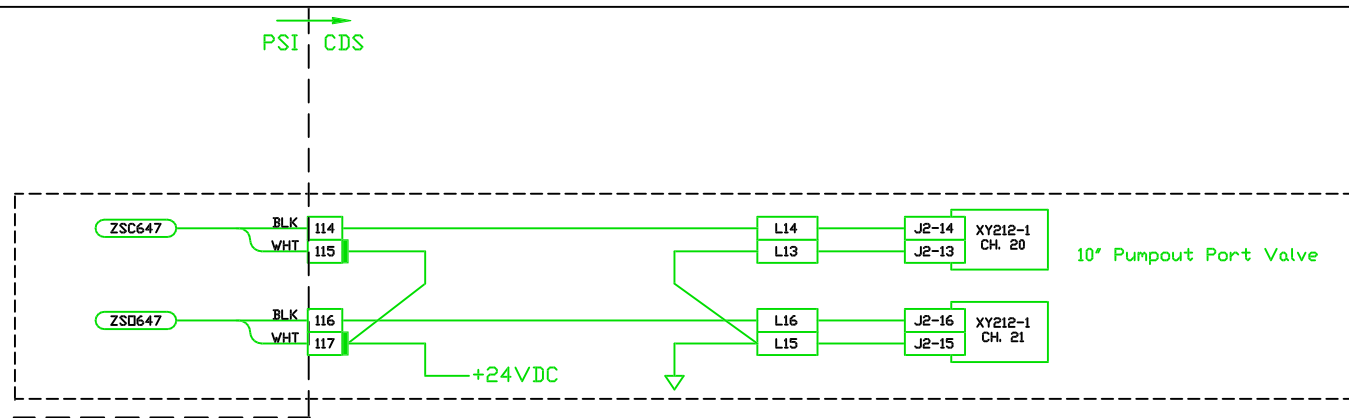 PSI CDS
ZSC647 BLK 114 L14 J2-14 XY212-1
WHT 115 L13 J2-13 CH. 20
10" Pumpout Port Valve
ZSO647 BLK 116 L16 J2-16 XY212-1
WHT 117 L15 J2-15 CH. 21
+24VDC